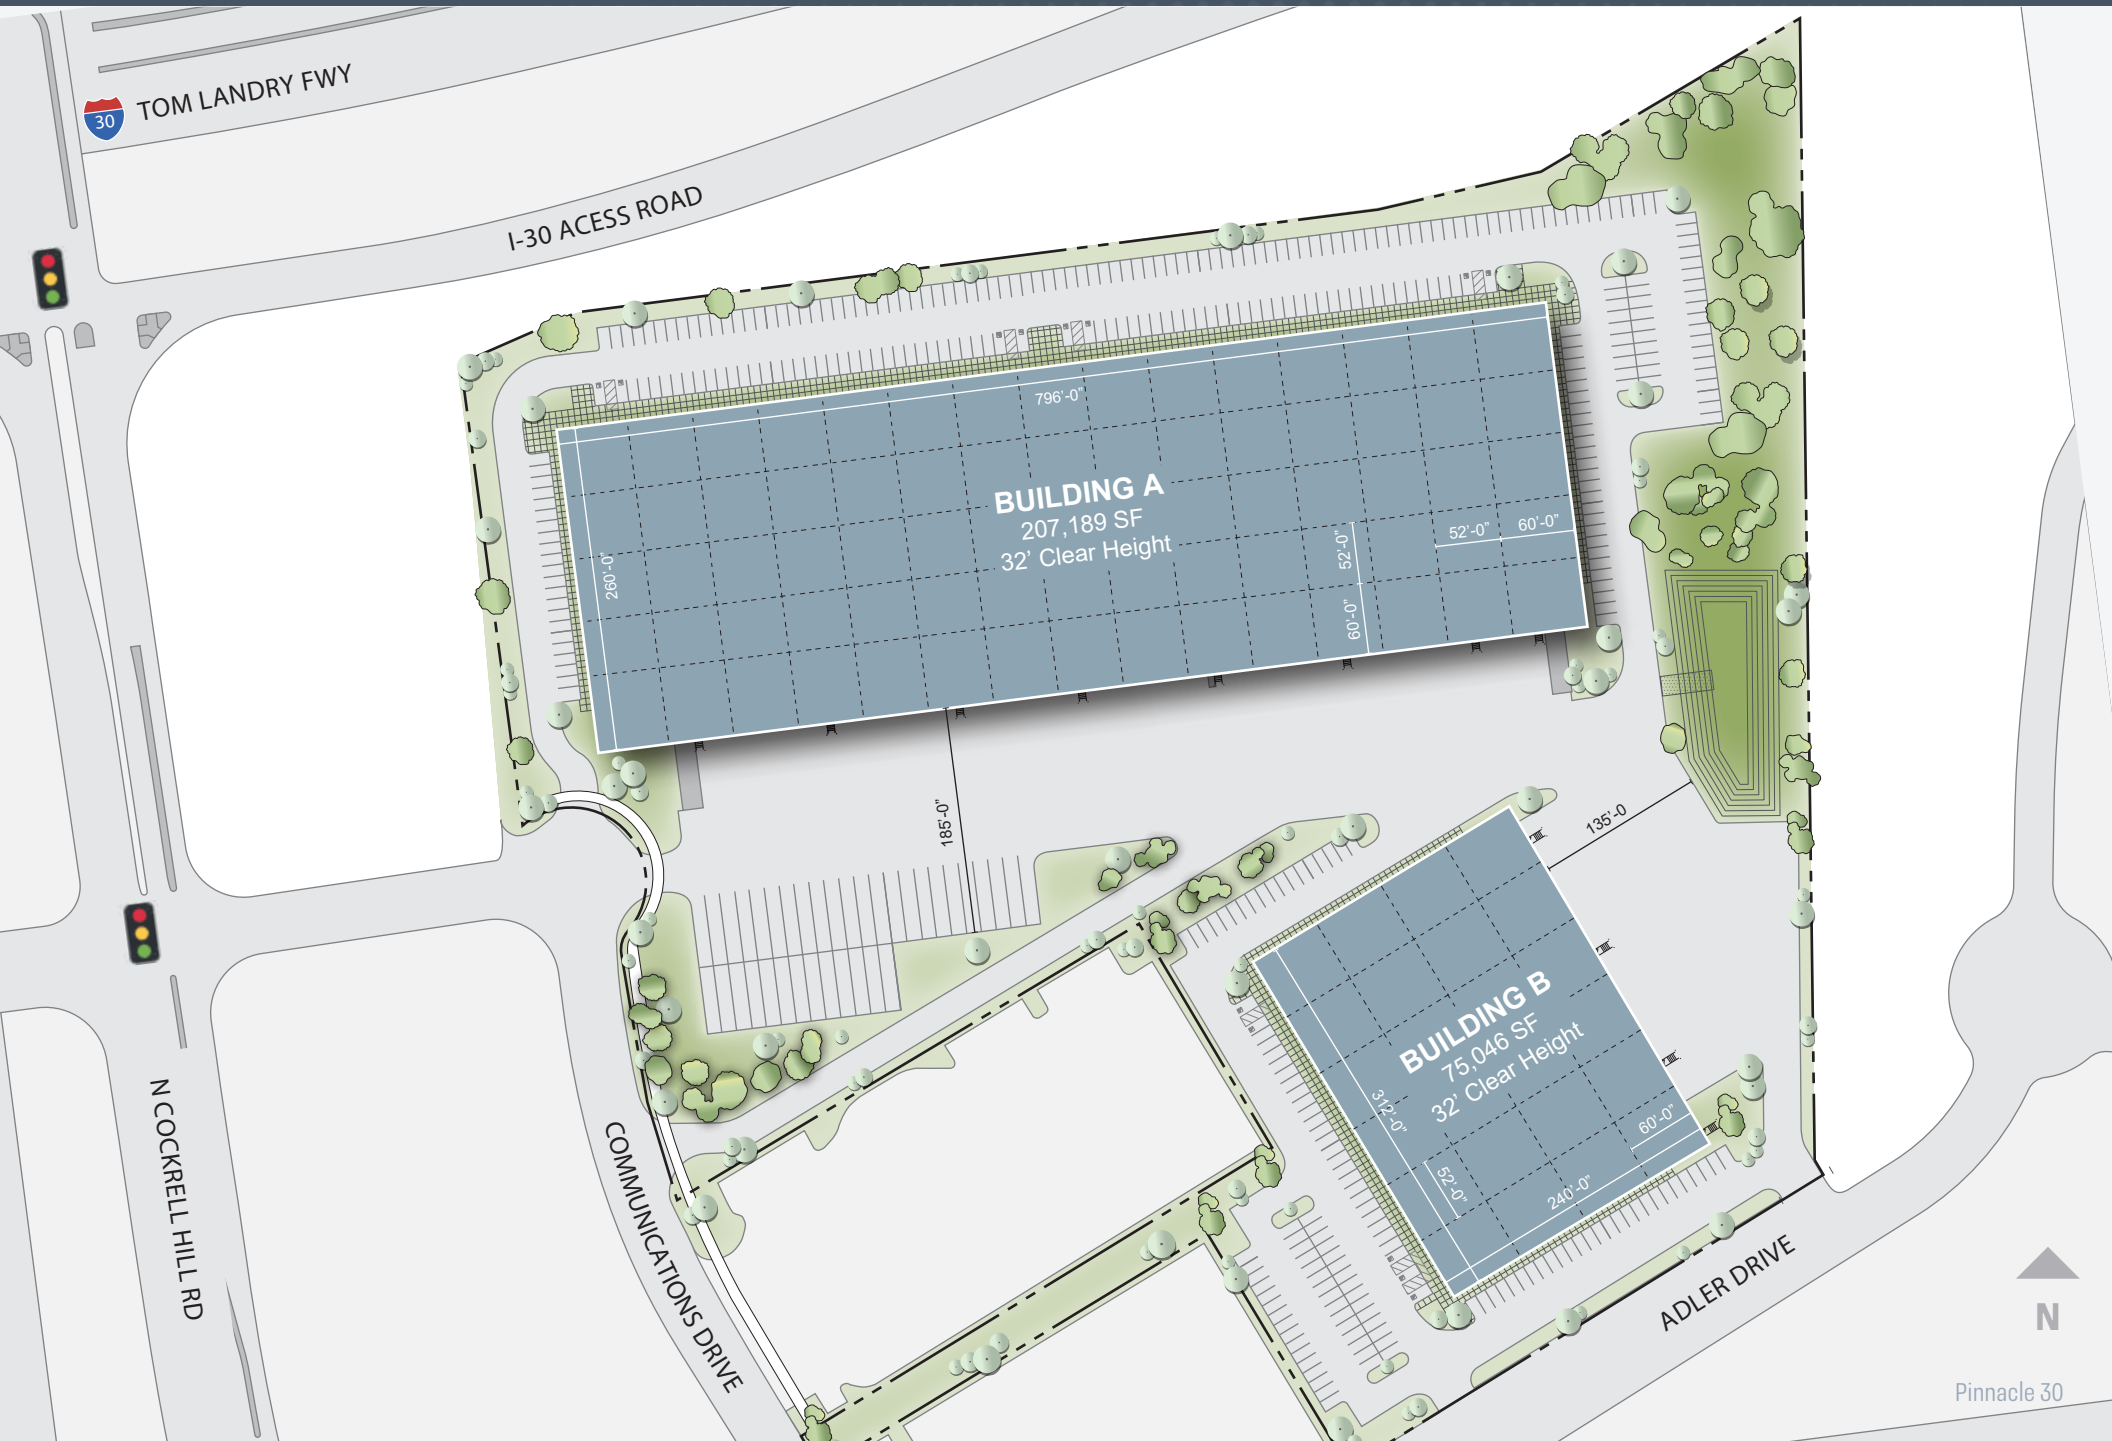 30
TOM LANDRY FWY
I-30 ACESS ROAD
796'-0"
BUILDING A
207,189 SF
32' Clear Height
260'-0"
52'-0"
60'-0"
52'-0"
60'-0"
185'-0"
135'-0
BUILDING B
75,046 SF
32' Clear Height
312'-0"
52'-0"
60'-0"
240'-0"
N COCKRELL HILL RD
COMMUNICATIONS DRIVE
ADLER DRIVE
N
Pinnacle 30